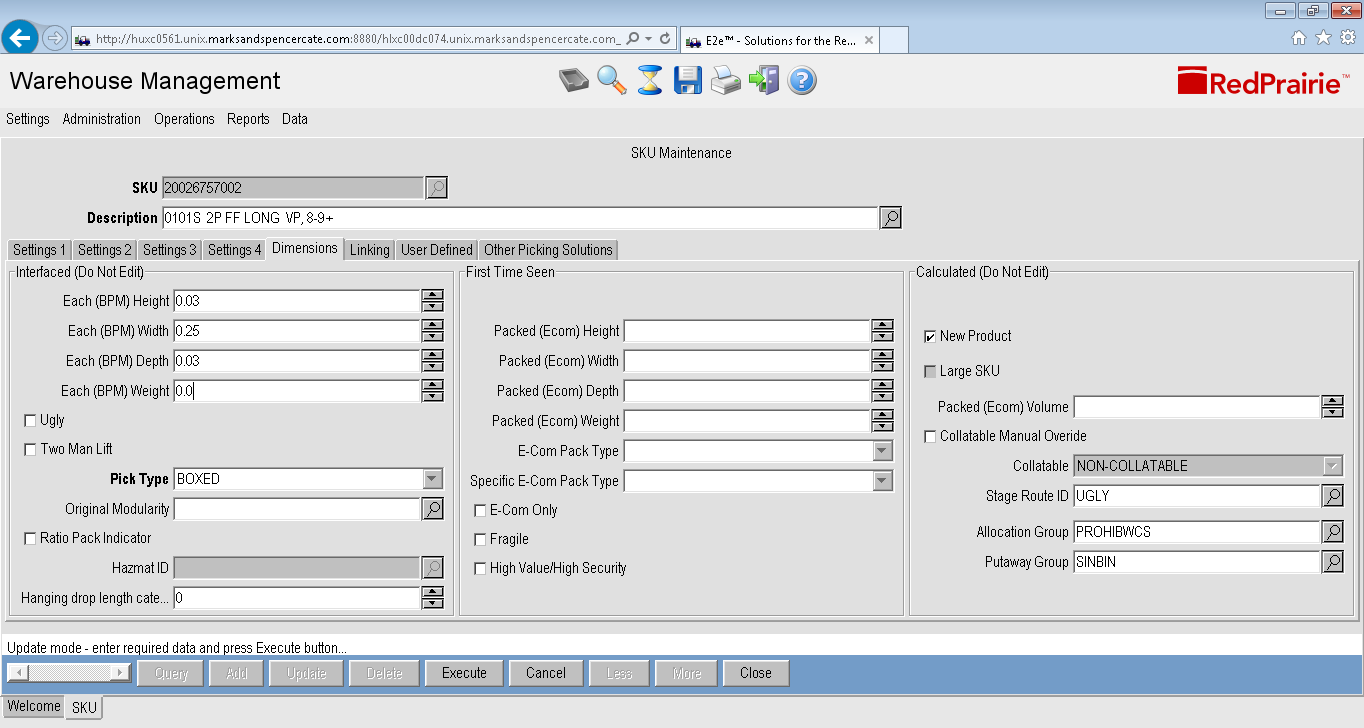 http://huxc0561.unix.marksandspencercate.com:8880/hlxc00dc074.unix.marksandspencercate.com_
E2e™ - Solutions for the Re...
Warehouse Management
RedPrairie™
Settings Administration Operations Reports Data
SKU Maintenance
SKU 20026757002
Description 0101S 2P FF LONG VP, 8-9+
Settings 1 Settings 2 Settings 3 Settings 4 Dimensions Linking User Defined Other Picking Solutions
Interfaced (Do Not Edit)
Each (BPM) Height 0.03
Each (BPM) Width 0.25
Each (BPM) Depth 0.03
Each (BPM) Weight 0.0
Ugly
Two Man Lift
Pick Type BOXED
Original Modularity
Ratio Pack Indicator
Hazmat ID
Hanging drop length cate... 0
First Time Seen
Packed (Ecom) Height
Packed (Ecom) Width
Packed (Ecom) Depth
Packed (Ecom) Weight
E-Com Pack Type
Specific E-Com Pack Type
E-Com Only
Fragile
High Value/High Security
Calculated (Do Not Edit)
New Product
Large SKU
Packed (Ecom) Volume
Collatable Manual Overide
Collatable NON-COLLATABLE
Stage Route ID UGLY
Allocation Group PROHIBWCS
Putaway Group SINBIN
Update mode - enter required data and press Execute button...
Query Add Update Delete Execute Cancel Less More Close
Welcome SKU